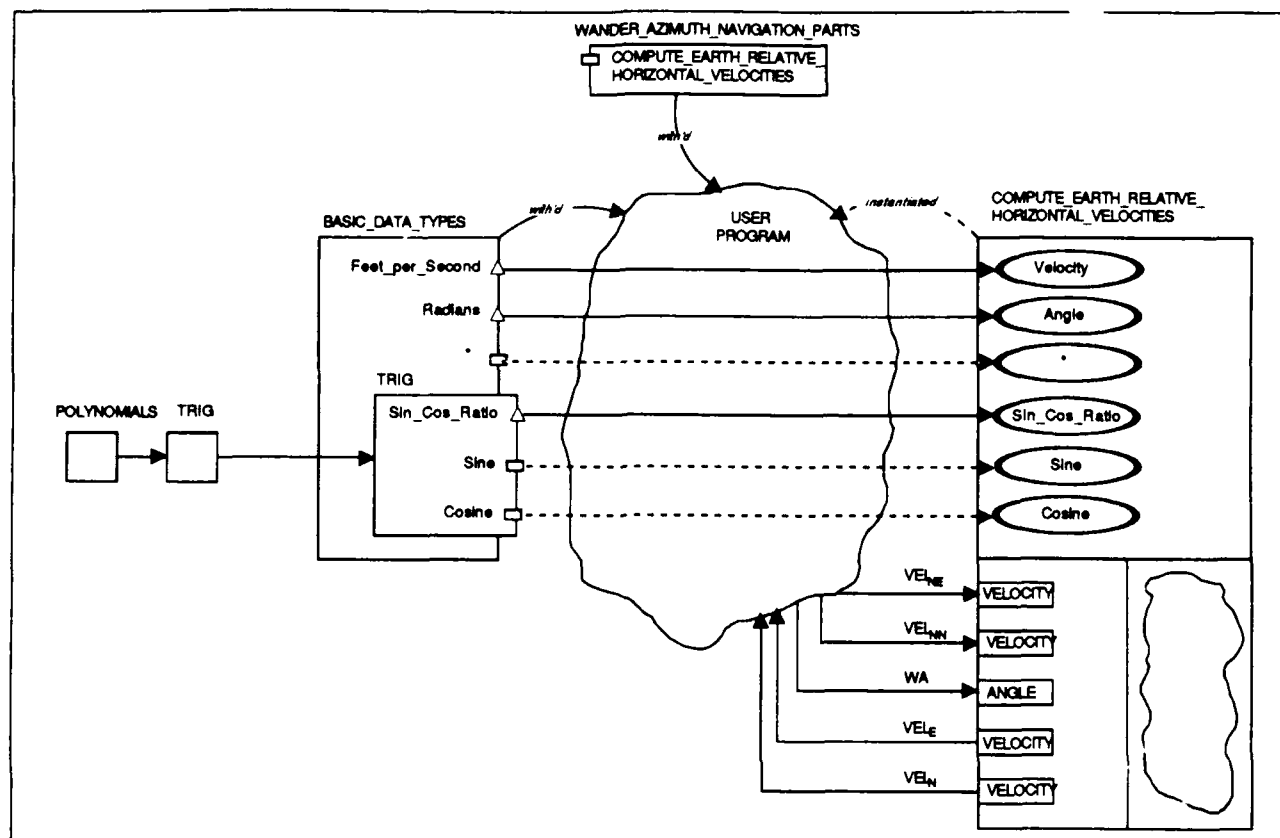 WANDER_AZIMUTH_NAVIGATION_PARTS
COMPUTE_EARTH_RELATIVE_
HORIZONTAL_VELOCITIES
with'd
with'd
instantiated
USER
PROGRAM
COMPUTE_EARTH_RELATIVE_
HORIZONTAL_VELOCITIES
BASIC_DATA_TYPES
Feet_per_Second
Velocity
Radians
Angle
*
*
TRIG
POLYNOMIALS
TRIG
Sin_Cos_Ratio
Sin_Cos_Ratio
Sine
Sine
Cosine
Cosine
VELNE
VELOCITY
VELNN
VELOCITY
WA
ANGLE
VELE
VELOCITY
VELN
VELOCITY